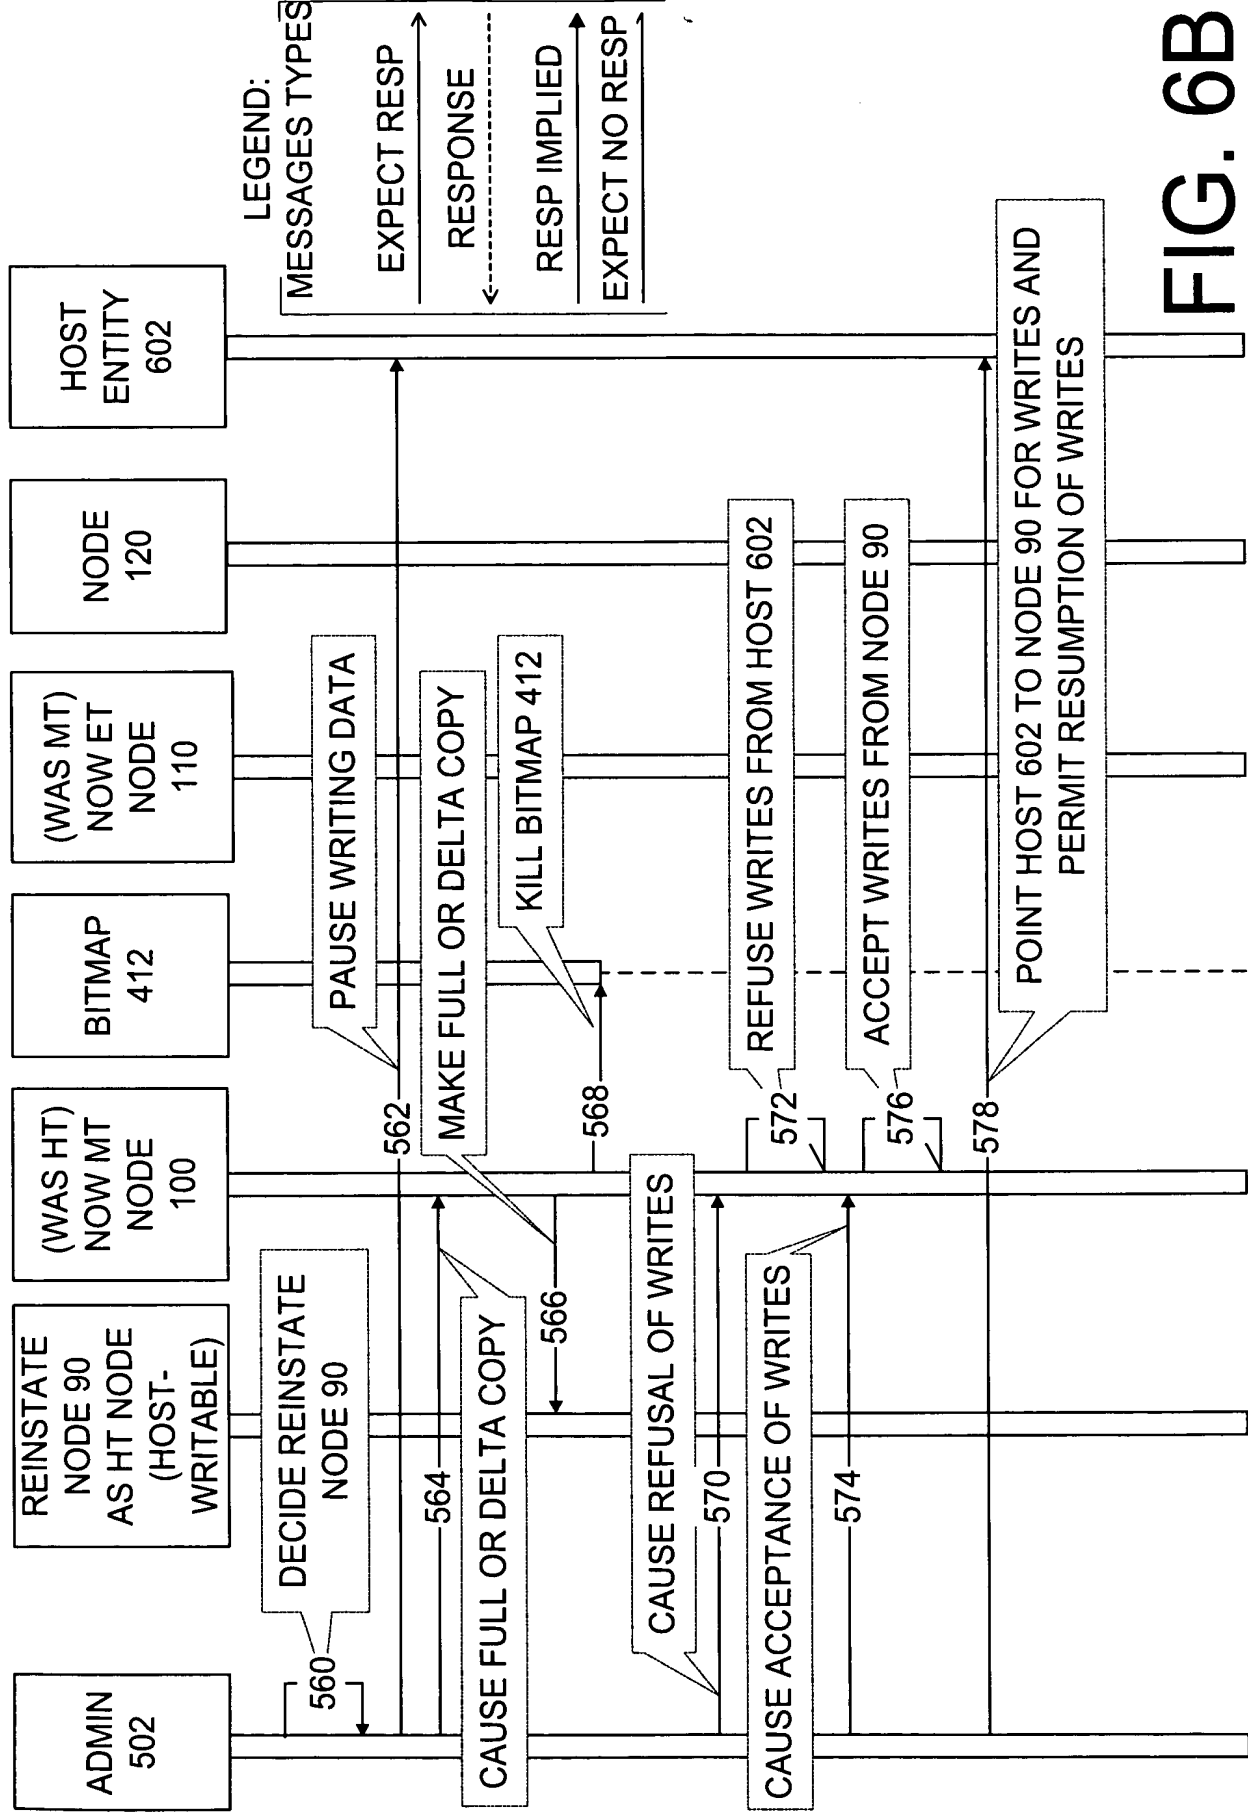 ADMIN
502
REINSTATE
NODE 90
AS HT NODE
(HOST-
WRITABLE)
(WAS HT)
NOW MT
NODE
100
BITMAP
412
(WAS MT)
NOW ET
NODE
110
NODE
120
HOST
ENTITY
602
LEGEND:
MESSAGES TYPES
EXPECT RESP
RESPONSE
RESP IMPLIED
EXPECT NO RESP
560
DECIDE REINSTATE
NODE 90
562
PAUSE WRITING DATA
564
CAUSE FULL OR DELTA COPY
566
MAKE FULL OR DELTA COPY
568
KILL BITMAP 412
570
CAUSE REFUSAL OF WRITES
572
REFUSE WRITES FROM HOST 602
574
CAUSE ACCEPTANCE OF WRITES
576
ACCEPT WRITES FROM NODE 90
578
POINT HOST 602 TO NODE 90 FOR WRITES AND
PERMIT RESUMPTION OF WRITES
FIG. 6B